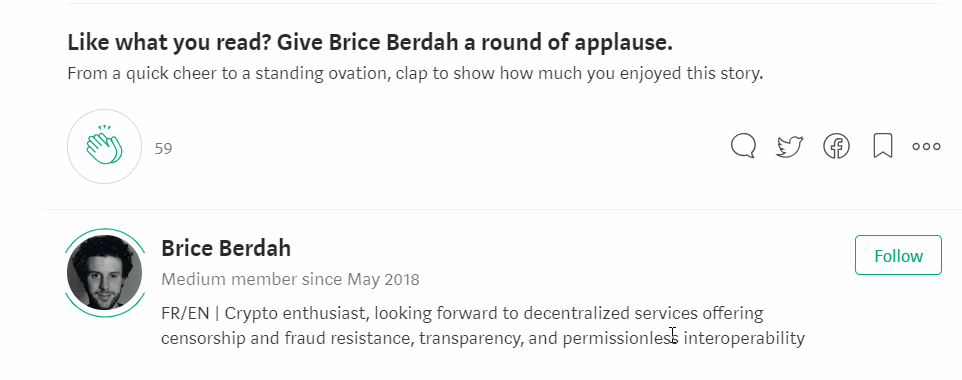 Like what you read? Give Brice Berdah a round of applause.
From a quick cheer to a standing ovation, clap to show how much you enjoyed this story.
59
Brice Berdah
Follow
Medium member since May 2018
FR/EN | Crypto enthusiast, looking forward to decentralized services offering
censorship and fraud resistance, transparency, and permissionless interoperability